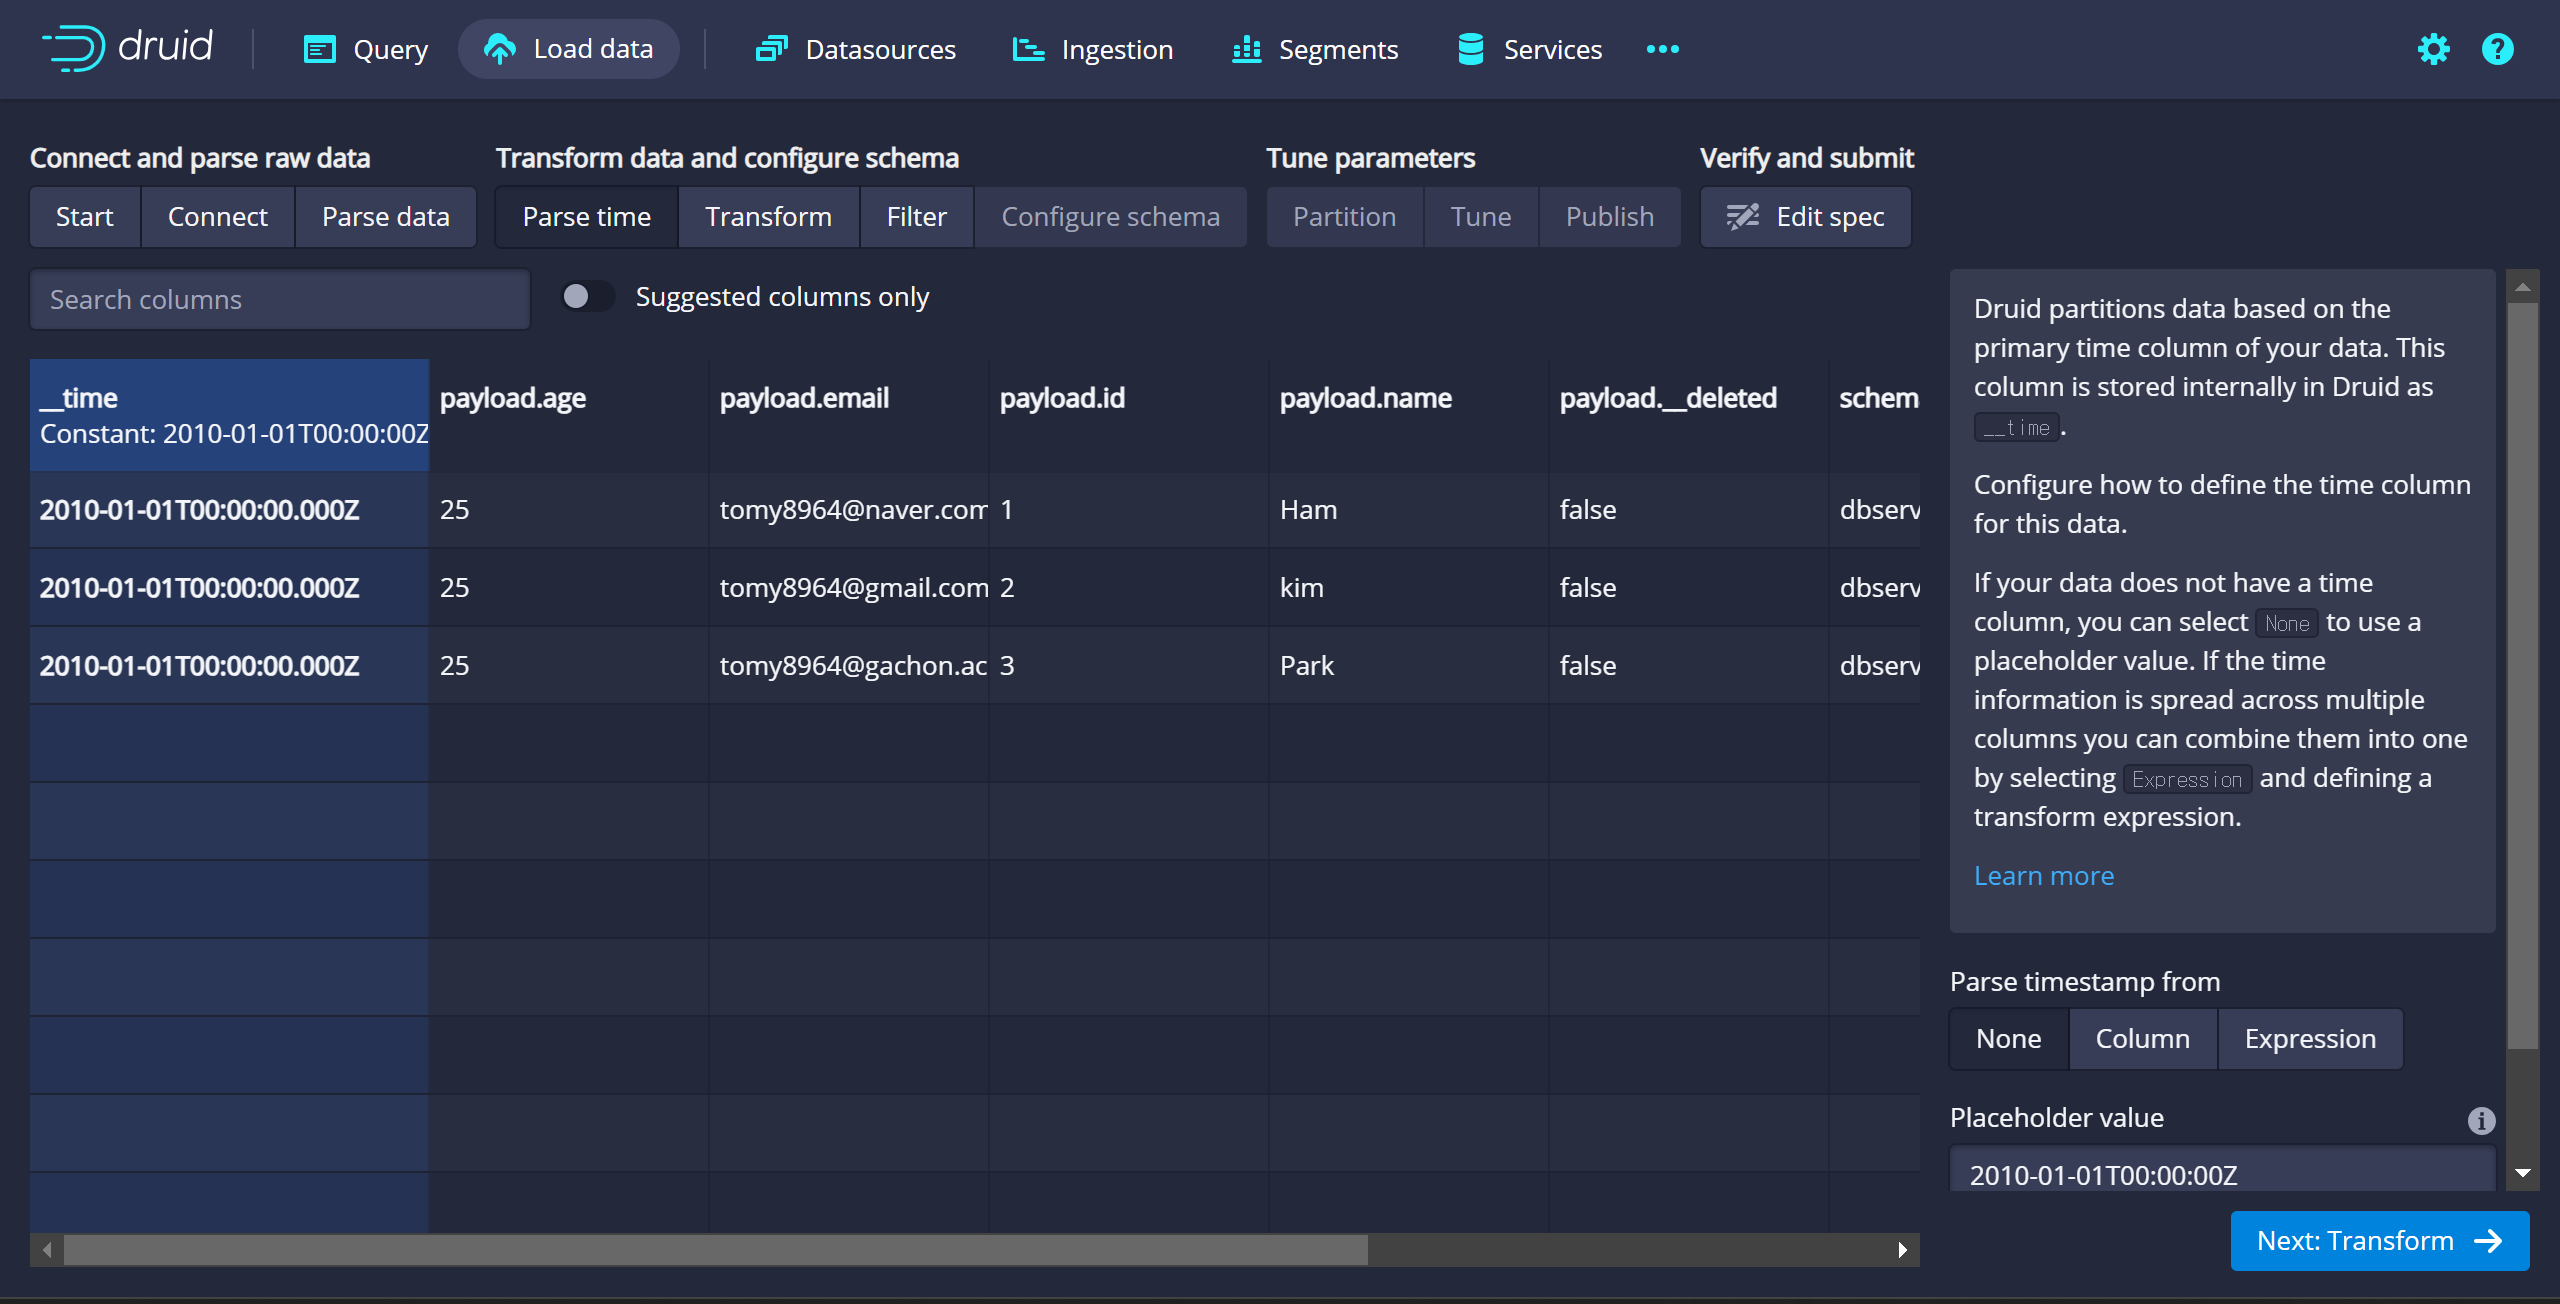 druid
Query
Load data
Datasources
Ingestion
Segments
Services
Connect and parse raw data
Transform data and configure schema
Tune parameters
Verify and submit
Start
Connect
Parse data
Parse time
Transform
Filter
Configure schema
Partition
Tune
Publish
Edit spec
Search columns
Suggested columns only
__time
Constant: 2010-01-01T00:00:00Z
payload.age
payload.email
payload.id
payload.name
payload.__deleted
schem
2010-01-01T00:00:00.000Z 25 tomy8964@naver.com 1 Ham false dbserv
2010-01-01T00:00:00.000Z 25 tomy8964@gmail.com 2 kim false dbserv
2010-01-01T00:00:00.000Z 25 tomy8964@gachon.ac 3 Park false dbserv
Druid partitions data based on the
primary time column of your data. This
column is stored internally in Druid as
__time.
Configure how to define the time column
for this data.
If your data does not have a time
column, you can select None to use a
placeholder value. If the time
information is spread across multiple
columns you can combine them into one
by selecting Expression and defining a
transform expression.
Learn more
Parse timestamp from
None
Column
Expression
Placeholder value
2010-01-01T00:00:00Z
Next: Transform